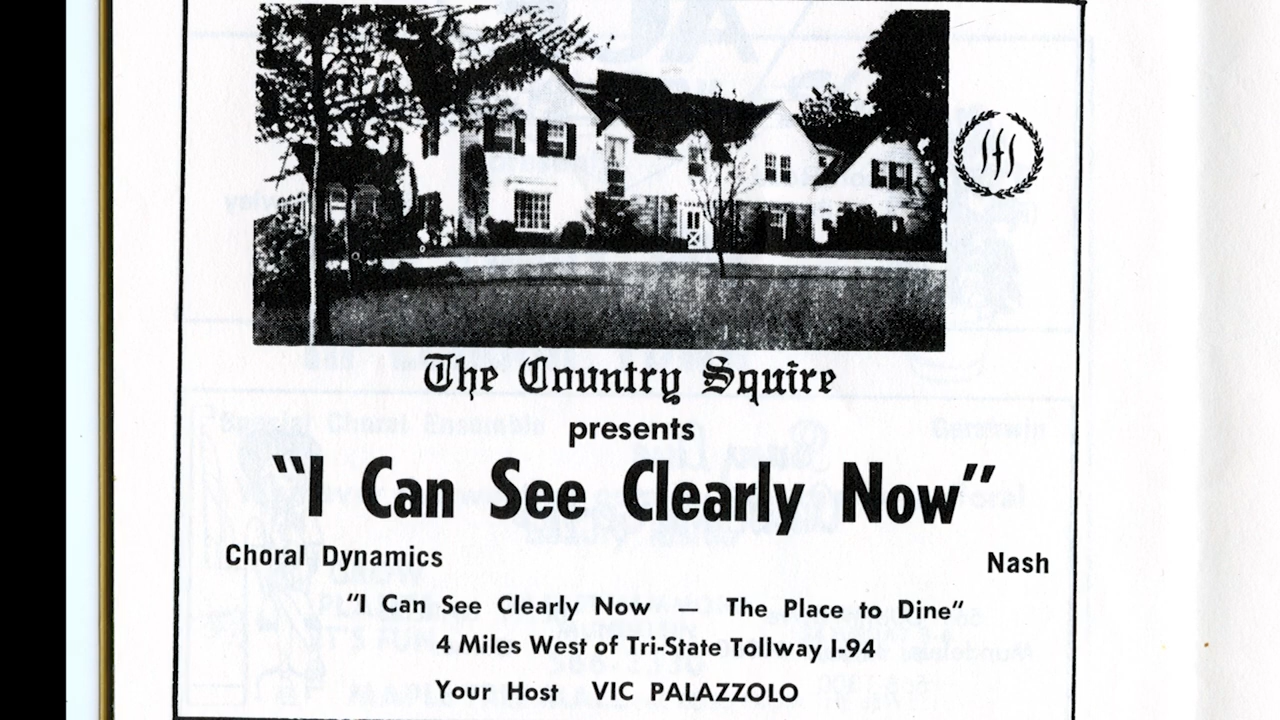 The Country Squire
presents
"I Can See Clearly Now"
Choral Dynamics Nash
"I Can See Clearly Now — The Place to Dine"
4 Miles West of Tri-State Tollway I-94
Your Host VIC PALAZZOLO